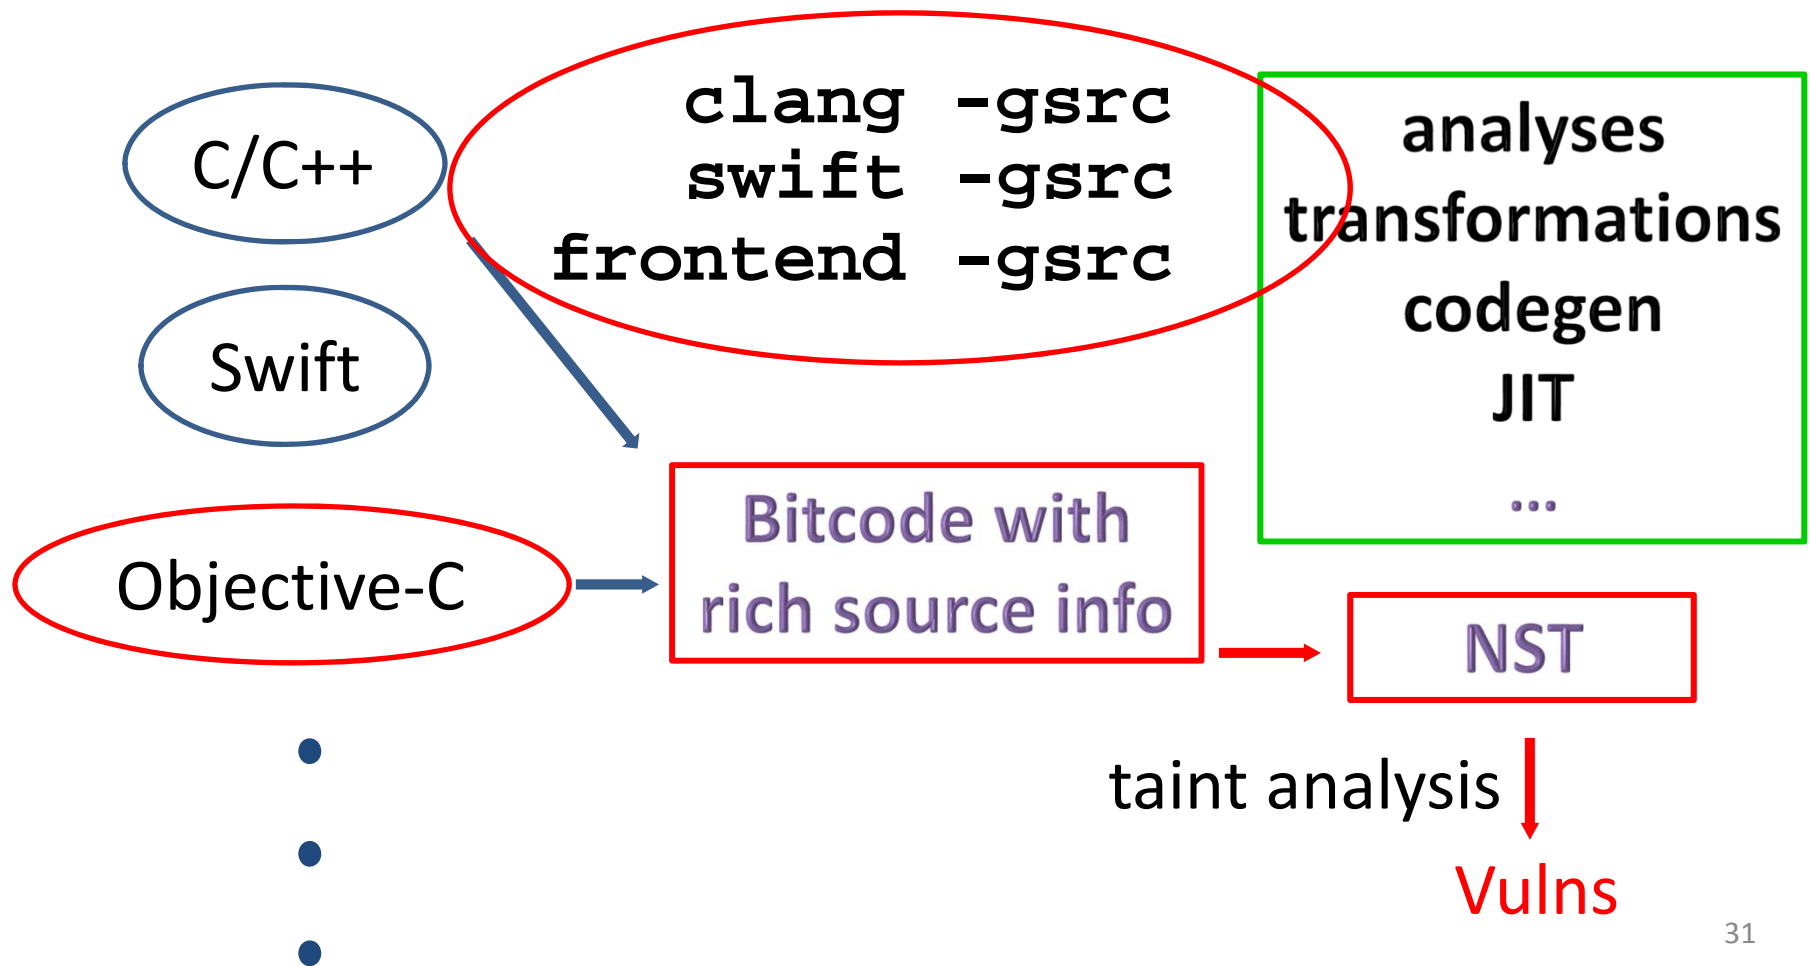 C/C++
Swift
Objective-C
clang -gsrc
swift -gsrc
frontend -gsrc
Bitcode with
rich source info
analyses
transformations
codegen
JIT
...
NST
taint analysis
Vulns
31